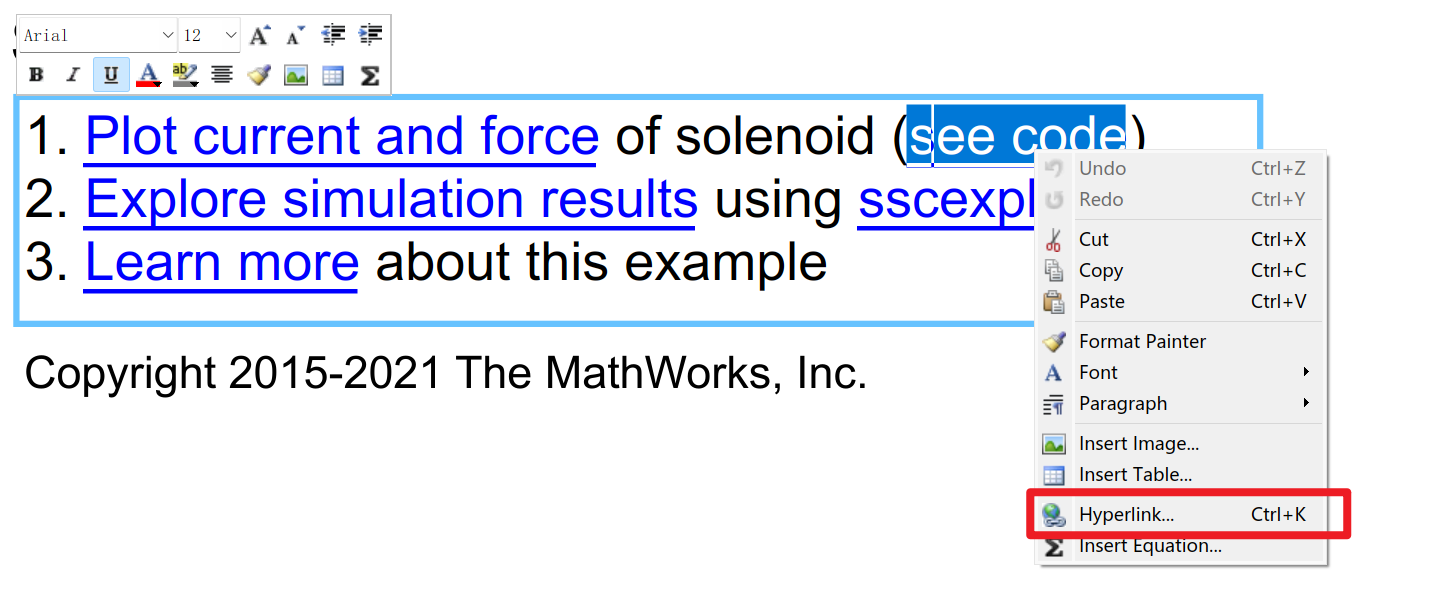 Arial 12
B I U A ab Σ
1. Plot current and force of solenoid (see code)
2. Explore simulation results using sscexpl
3. Learn more about this example
Copyright 2015-2021 The MathWorks, Inc.
Undo Ctrl+Z
Redo Ctrl+Y
Cut Ctrl+X
Copy Ctrl+C
Paste Ctrl+V
Format Painter
Font
Paragraph
Insert Image...
Insert Table...
Hyperlink... Ctrl+K
Insert Equation...